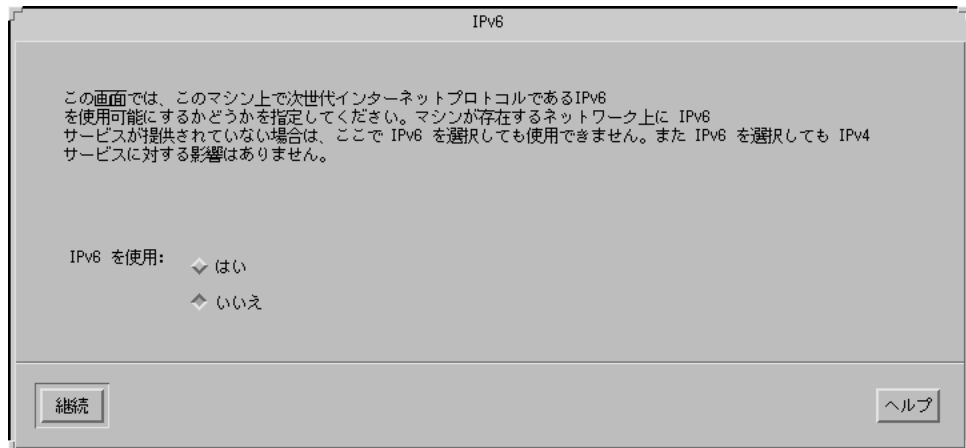 IPv6
この画面では、このマシン上で次世代インターネットプロトコルであるIPv6
を使用可能にするかどうかを指定してください。マシンが存在するネットワーク上に IPv6
サービスが提供されていない場合は、ここで IPv6 を選択しても使用できません。また IPv6 を選択しても IPv4
サービスに対する影響はありません。
IPv6 を使用:
はい
いいえ
継続
ヘルプ